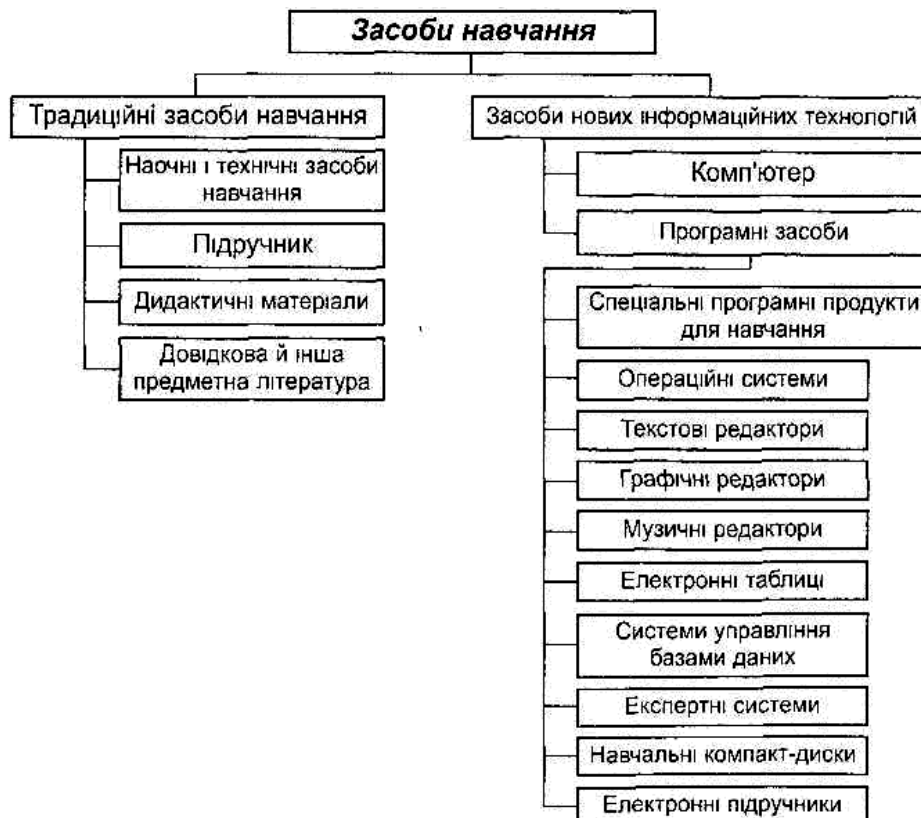 Засоби навчання
Традиційні засоби навчання
Наочні і технічні засоби
навчання
Підручник
Дидактичні матеріали
Довідкова й інша
предметна література
Засоби нових інформаційних технологій
Комп'ютер
Програмні засоби
Спеціальні програмні продукти
для навчання
Операційні системи
Текстові редактори
Графічні редактори
Музичні редактори
Електронні таблиці
Системи управління
базами даних
Експертні системи
Навчальні компакт-диски
Електронні підручники